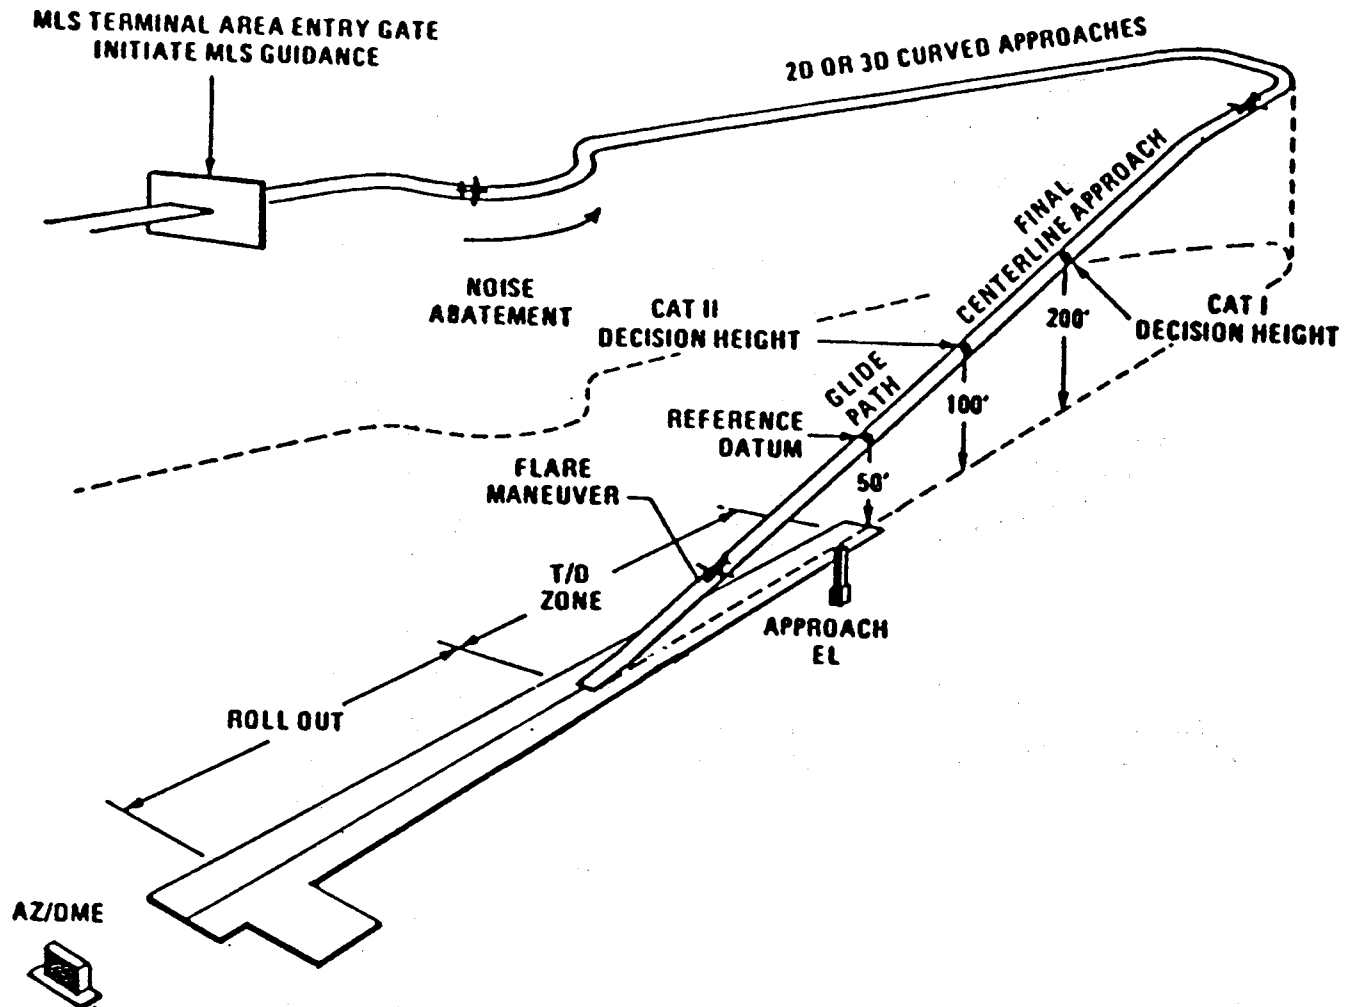 MLS TERMINAL AREA ENTRY GATE
INITIATE MLS GUIDANCE
2D OR 3D CURVED APPROACHES
FINAL
CENTERLINE APPROACH
NOISE
ABATEMENT
CAT II
DECISION HEIGHT
CAT I
DECISION HEIGHT
200'
GLIDE
PATH
100'
REFERENCE
DATUM
50'
FLARE
MANEUVER
T/D
ZONE
APPROACH
EL
ROLL OUT
AZ/DME